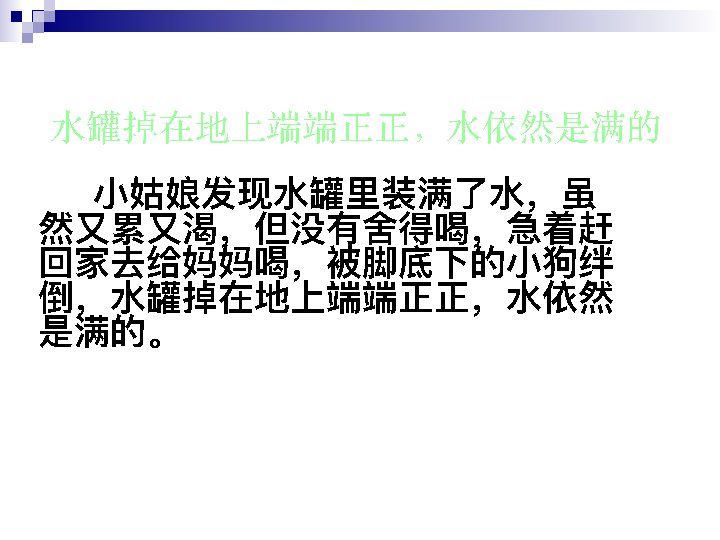 水罐掉在地上端端正正，水依然是满的
小姑娘发现水罐里装满了水，虽
然又累又渴，但没有舍得喝，急着赶
回家去给妈妈喝，被脚底下的小狗绊
倒，水罐掉在地上端端正正，水依然
是满的。